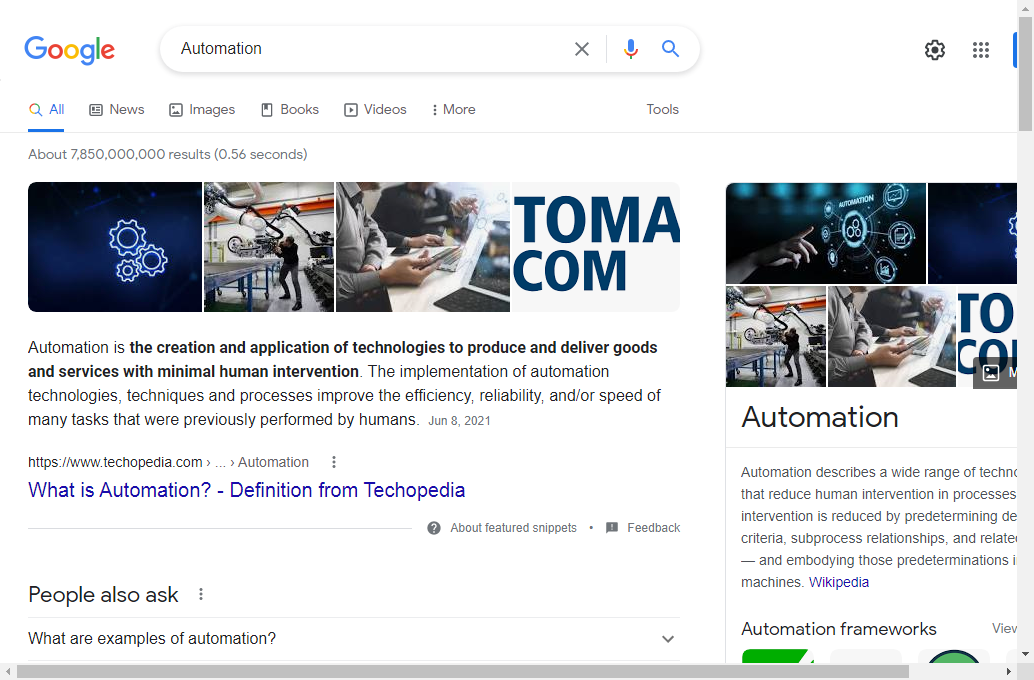 Google
Automation
All
News
Images
Books
Videos
More
Tools
About 7,850,000,000 results (0.56 seconds)
TOMA
COM
AUTOMATION
TO
CO
M
Automation is the creation and application of technologies to produce and deliver goods
and services with minimal human intervention. The implementation of automation
technologies, techniques and processes improve the efficiency, reliability, and/or speed of
many tasks that were previously performed by humans. Jun 8, 2021
https://www.techopedia.com › ... › Automation
What is Automation? - Definition from Techopedia
About featured snippets • Feedback
People also ask
What are examples of automation?
Automation
Automation describes a wide range of techno
that reduce human intervention in processes
intervention is reduced by predetermining de
criteria, subprocess relationships, and relate
— and embodying those predeterminations i
machines. Wikipedia
Automation frameworks
View